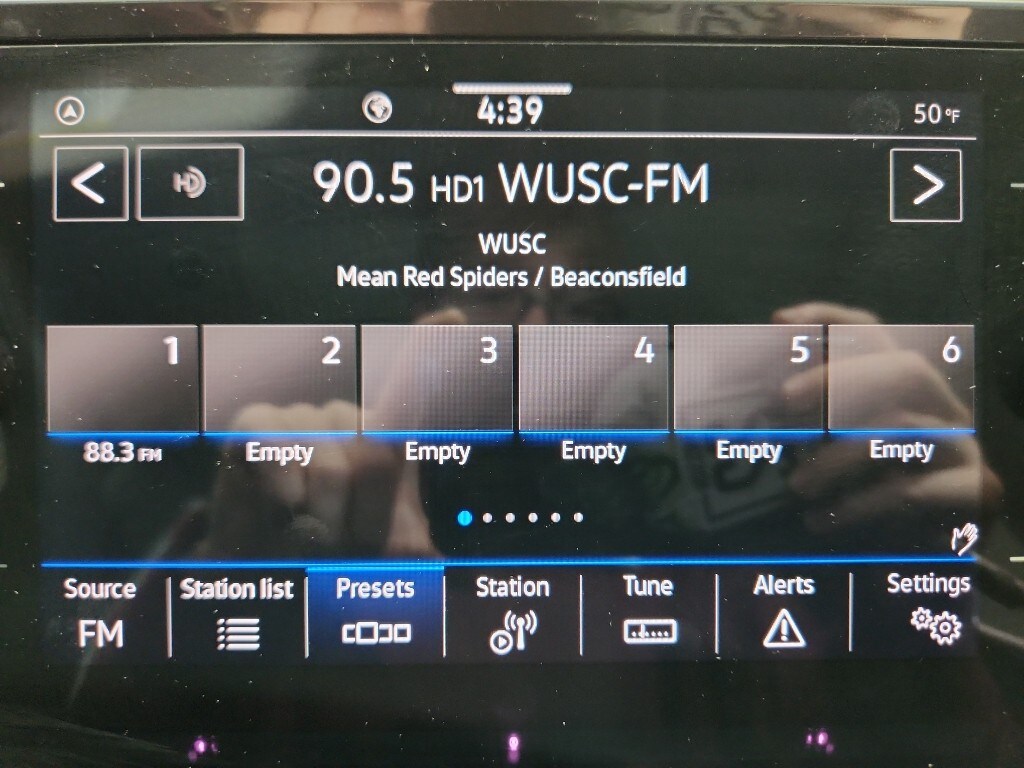 4:39
50°F
HD 90.5 HD1 WUSC-FM
WUSC
Mean Red Spiders / Beaconsfield
1 2 3 4 5 6
88.3 FM Empty Empty Empty Empty Empty
Source Station list Presets Station Tune Alerts Settings
FM